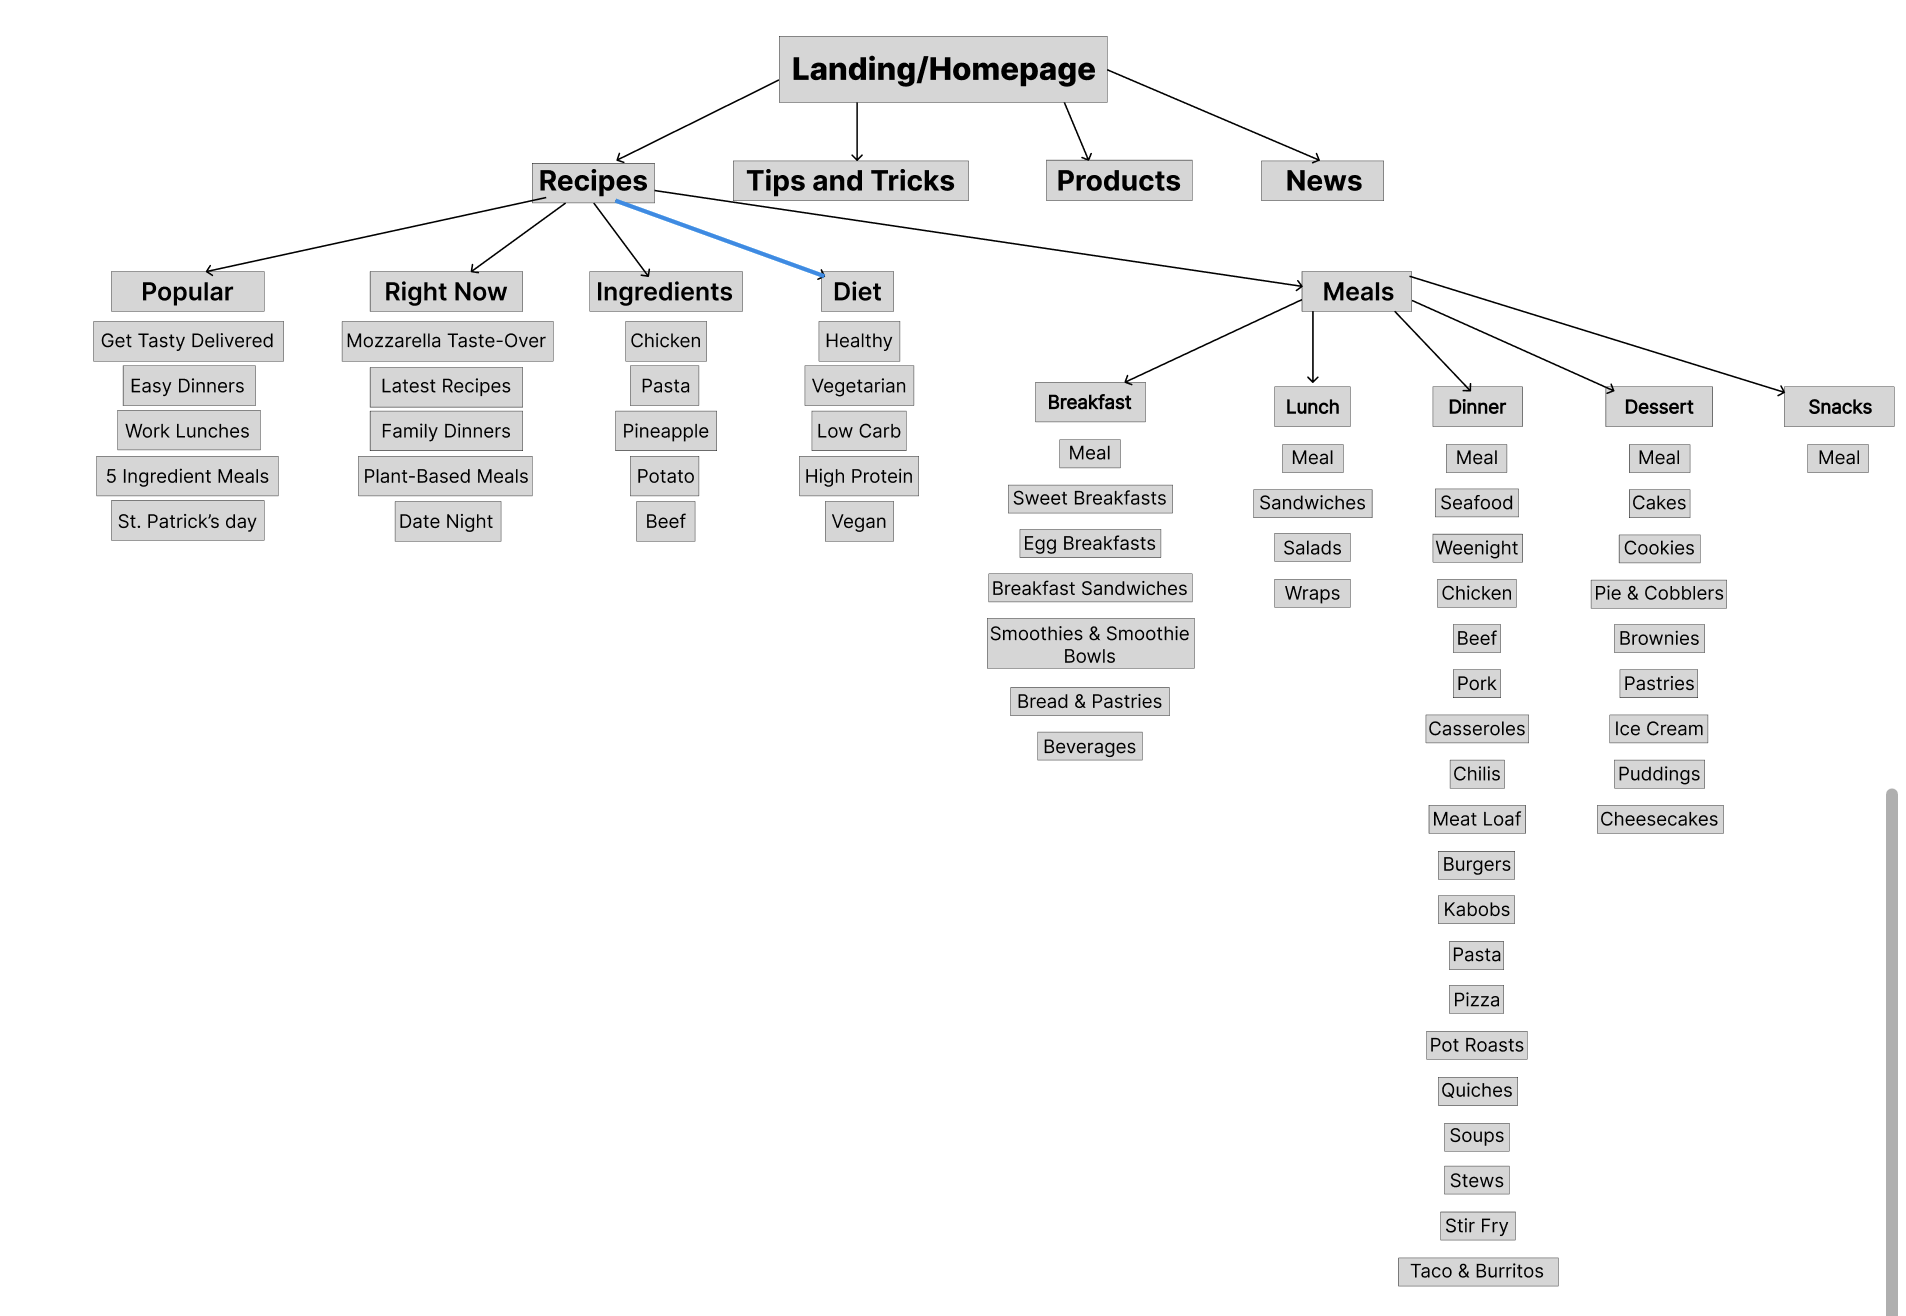 Landing/Homepage
Recipes
Tips and Tricks
Products
News
Popular
Right Now
Ingredients
Diet
Meals
Get Tasty Delivered
Easy Dinners
Work Lunches
5 Ingredient Meals
St. Patrick's day
Mozzarella Taste-Over
Latest Recipes
Family Dinners
Plant-Based Meals
Date Night
Chicken
Pasta
Pineapple
Potato
Beef
Healthy
Vegetarian
Low Carb
High Protein
Vegan
Breakfast
Meal
Sweet Breakfasts
Egg Breakfasts
Breakfast Sandwiches
Smoothies & Smoothie
Bowls
Bread & Pastries
Beverages
Lunch
Meal
Sandwiches
Salads
Wraps
Dinner
Meal
Seafood
Weenight
Chicken
Beef
Pork
Casseroles
Chilis
Meat Loaf
Burgers
Kabobs
Pasta
Pizza
Pot Roasts
Quiches
Soups
Stews
Stir Fry
Taco & Burritos
Dessert
Meal
Cakes
Cookies
Pie & Cobblers
Brownies
Pastries
Ice Cream
Puddings
Cheesecakes
Snacks
Meal